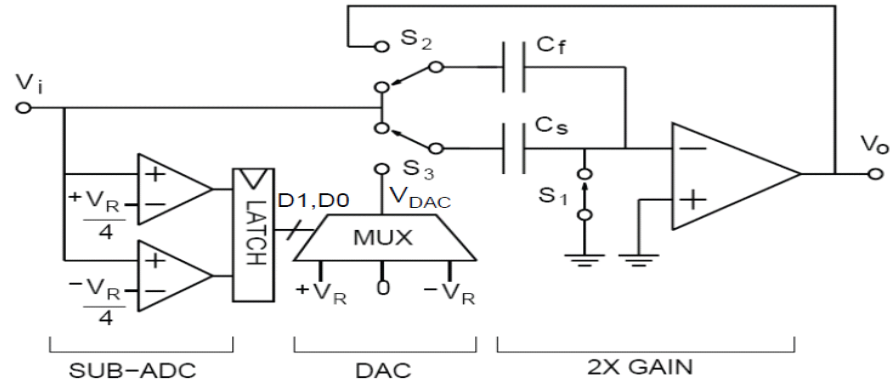 S2
Cf
Vi
Cs
Vo
−
+
S1
S3
VDAC
+
−
+VR/4
D1,D0
LATCH
MUX
+
−
−VR/4
+VR
0
−VR
SUB−ADC
DAC
2X GAIN